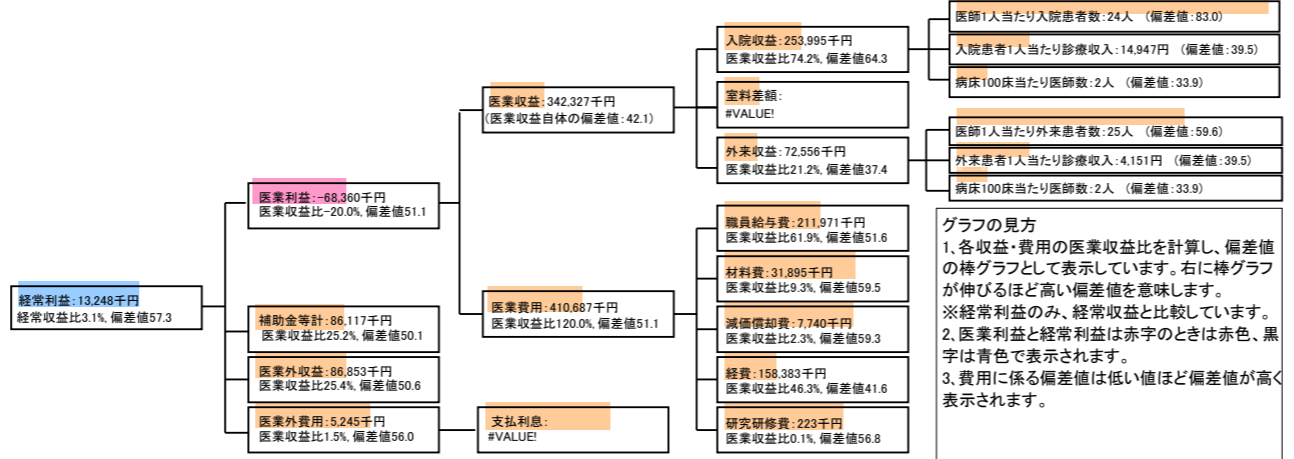 経常利益:13,248千円
経常収益比3.1%, 偏差値57.3
医業利益:-68,360千円
医業収益比-20.0%, 偏差値51.1
補助金等計:86,117千円
医業収益比25.2%, 偏差値50.1
医業外収益:86,853千円
医業収益比25.4%, 偏差値50.6
医業外費用:5,245千円
医業収益比1.5%, 偏差値56.0
医業収益:342,327千円
(医業収益自体の偏差値:42.1)
医業費用:410,687千円
医業収益比120.0%, 偏差値51.1
支払利息:
#VALUE!
入院収益:253,995千円
医業収益比74.2%, 偏差値64.3
室料差額:
#VALUE!
外来収益:72,556千円
医業収益比21.2%, 偏差値37.4
職員給与費:211,971千円
医業収益比61.9%, 偏差値51.6
材料費:31,895千円
医業収益比9.3%, 偏差値59.5
減価償却費:7,740千円
医業収益比2.3%, 偏差値59.3
経費:158,383千円
医業収益比46.3%, 偏差値41.6
研究研修費:223千円
医業収益比0.1%, 偏差値56.8
医師1人当たり入院患者数:24人 (偏差値:83.0)
入院患者1人当たり診療収入:14,947円 (偏差値:39.5)
病床100床当たり医師数:2人 (偏差値:33.9)
医師1人当たり外来患者数:25人 (偏差値:59.6)
外来患者1人当たり診療収入:4,151円 (偏差値:39.5)
病床100床当たり医師数:2人 (偏差値:33.9)
グラフの見方
1、各収益・費用の医業収益比を計算し、偏差値
の棒グラフとして表示しています。右に棒グラフ
が伸びるほど高い偏差値を意味します。
※経常利益のみ、経常収益と比較しています。
2、医業利益と経常利益は赤字のときは赤色、黒
字は青色で表示されます。
3、費用に係る偏差値は低い値ほど偏差値が高く
表示されます。